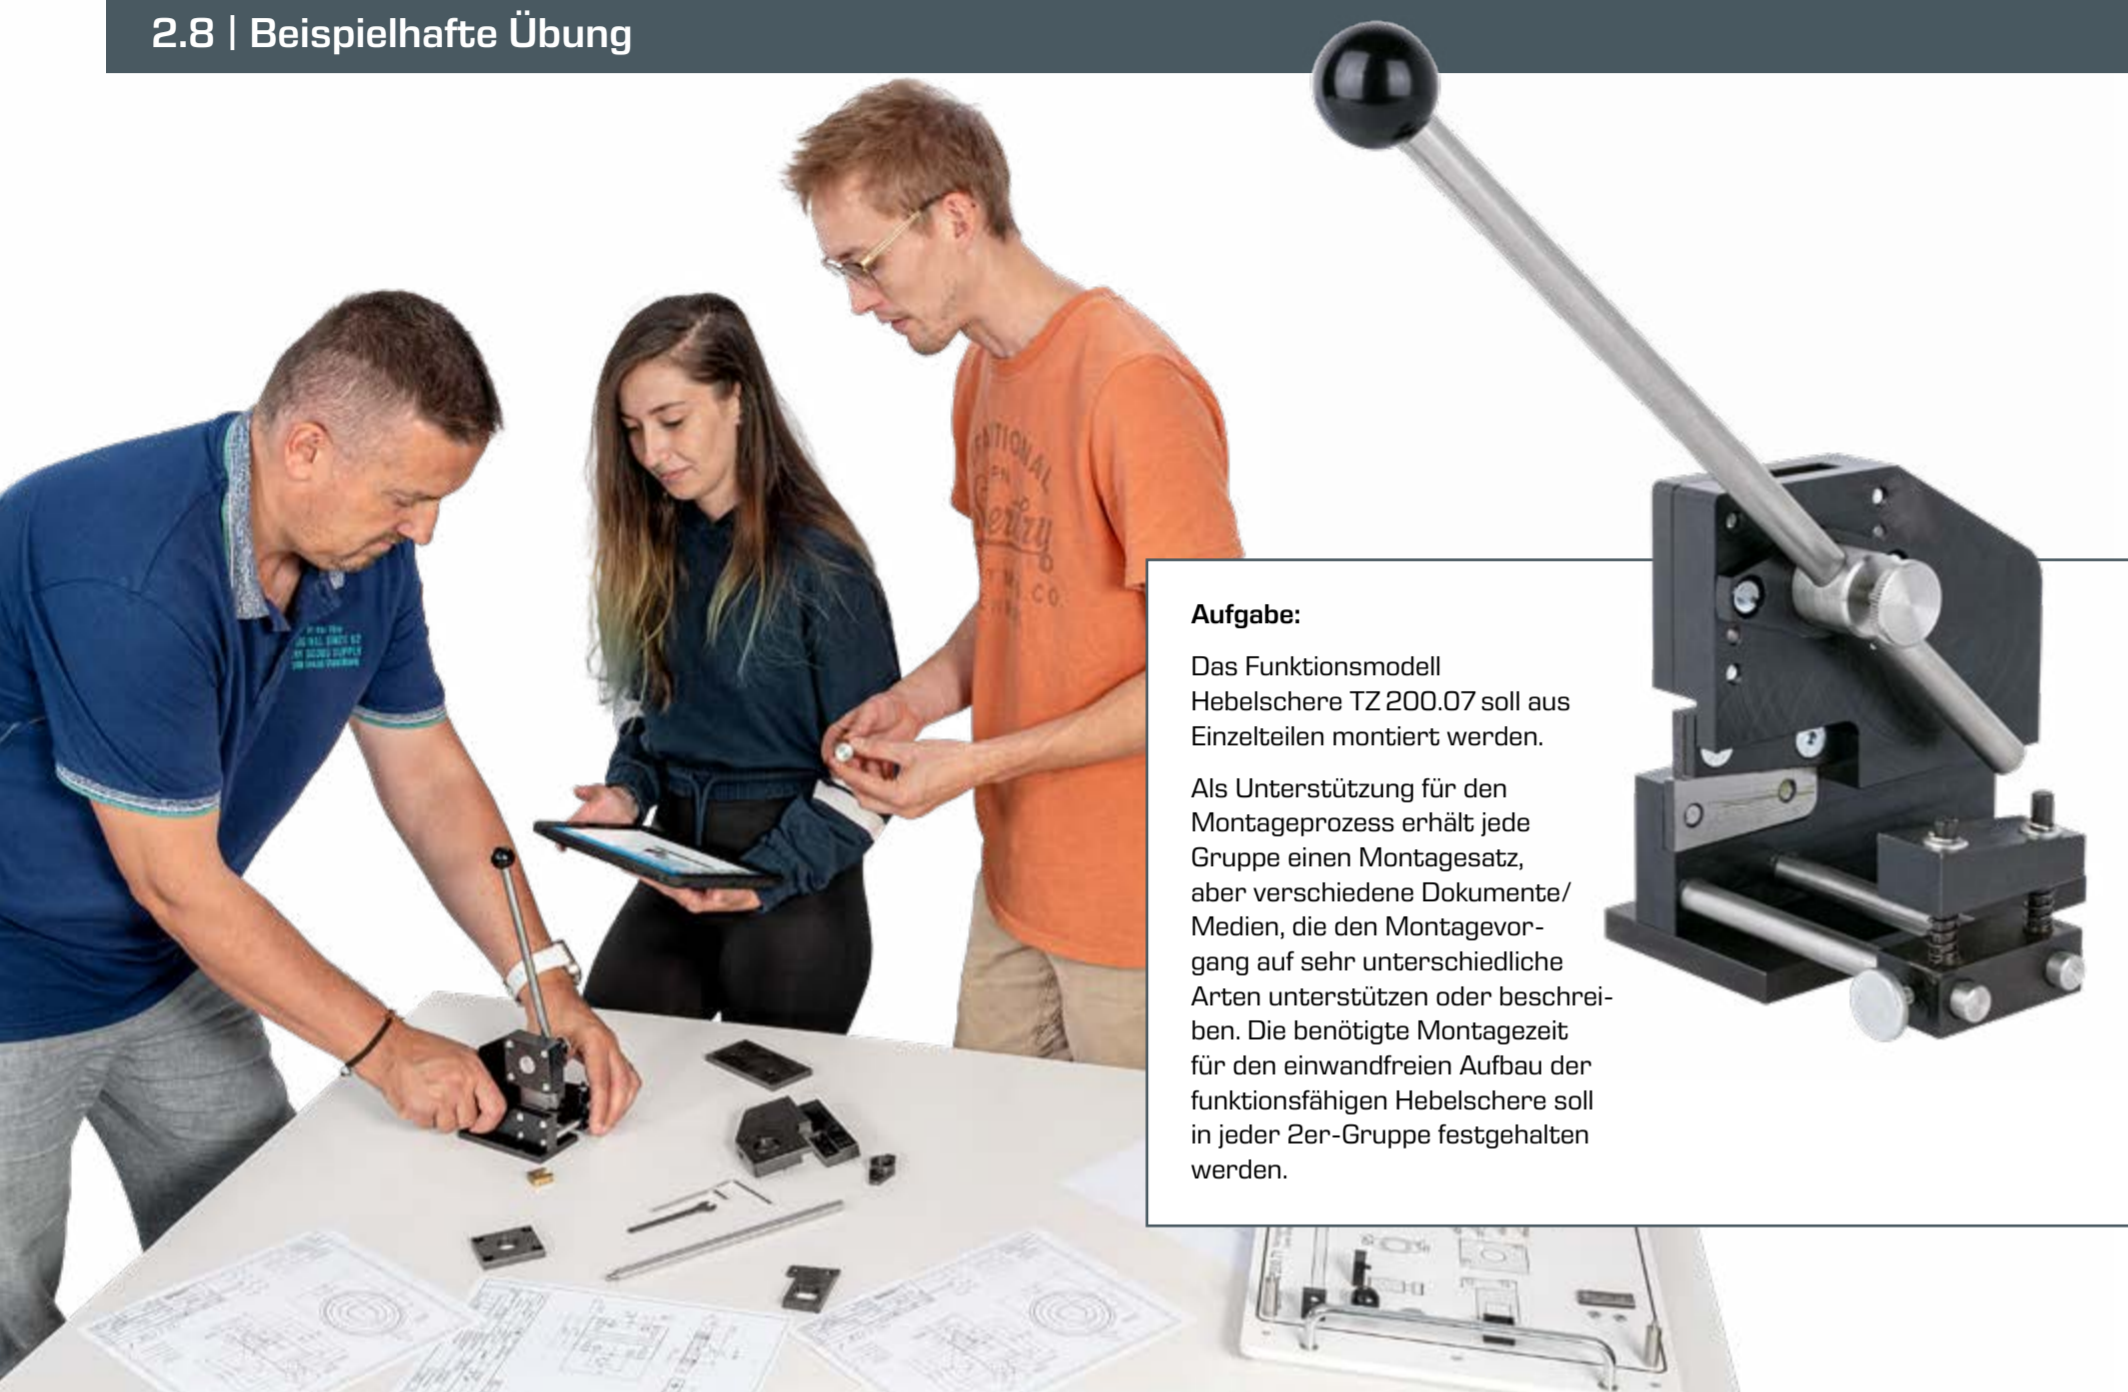 2.8 | Beispielhafte Übung
Aufgabe:
Das Funktionsmodell
Hebelschere TZ 200.07 soll aus
Einzelteilen montiert werden.
Als Unterstützung für den
Montageprozess erhält jede
Gruppe einen Montagesatz,
aber verschiedene Dokumente/
Medien, die den Montagevor-
gang auf sehr unterschiedliche
Arten unterstützen oder beschrei-
ben. Die benötigte Montagezeit
für den einwandfreien Aufbau der
funktionsfähigen Hebelschere soll
in jeder 2er-Gruppe festgehalten
werden.